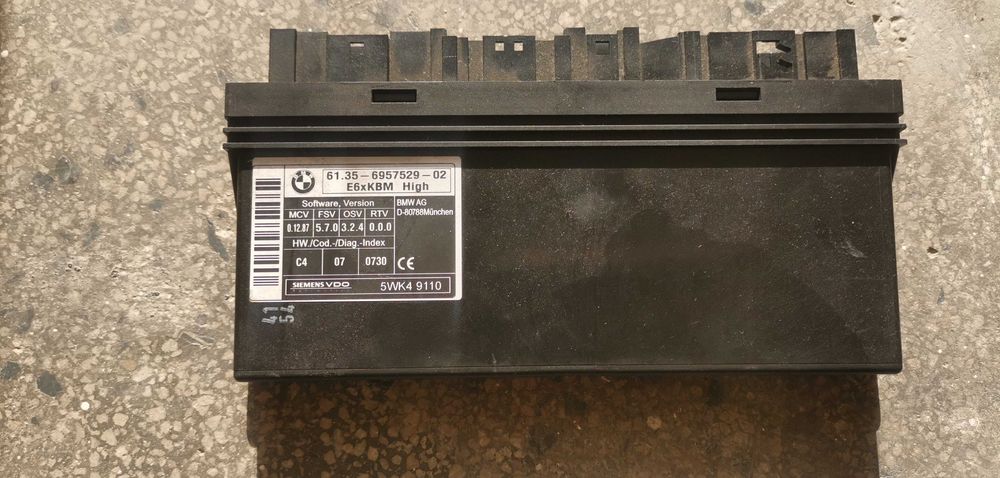 61.35 – 6957529 – 02
E6xKBM High
Software, Version
MCV FSV OSV RTV
0.12.87 5.7.0 3.2.4 0.0.0
BMW AG
D-80788München
HW./Cod.-/Diag.-Index
C4 07 0730 CE
SIEMENS VDO
5WK4 9110
41
54